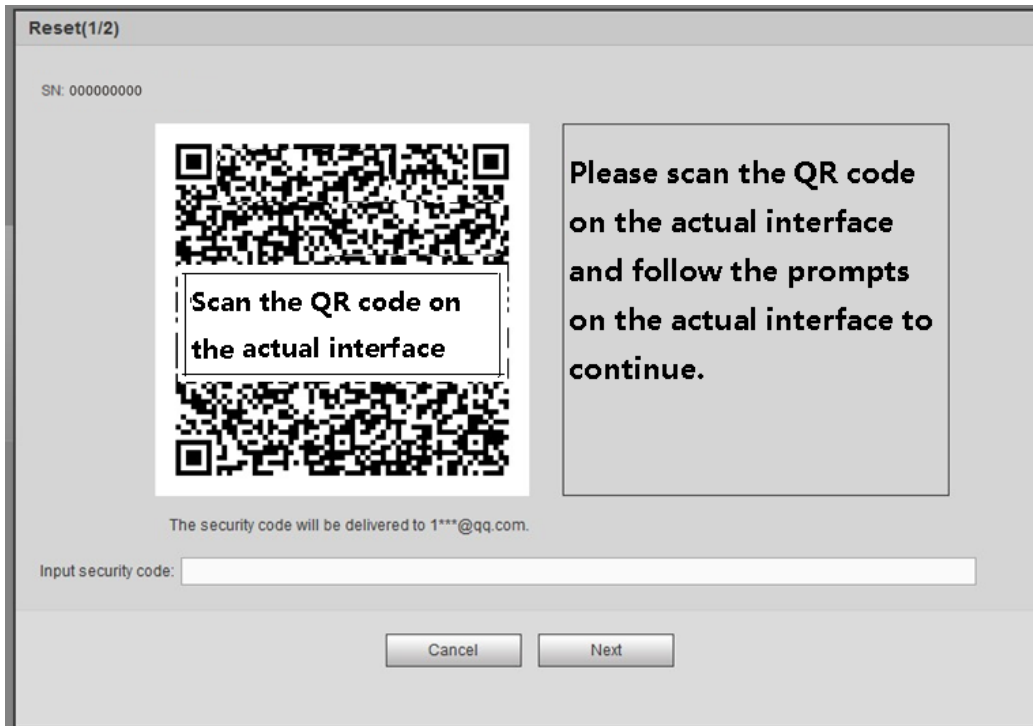 Reset(1/2)
SN: 000000000
Scan the QR code on
the actual interface
Please scan the QR code
on the actual interface
and follow the prompts
on the actual interface to
continue.
The security code will be delivered to 1***@qq.com.
Input security code:
Cancel
Next